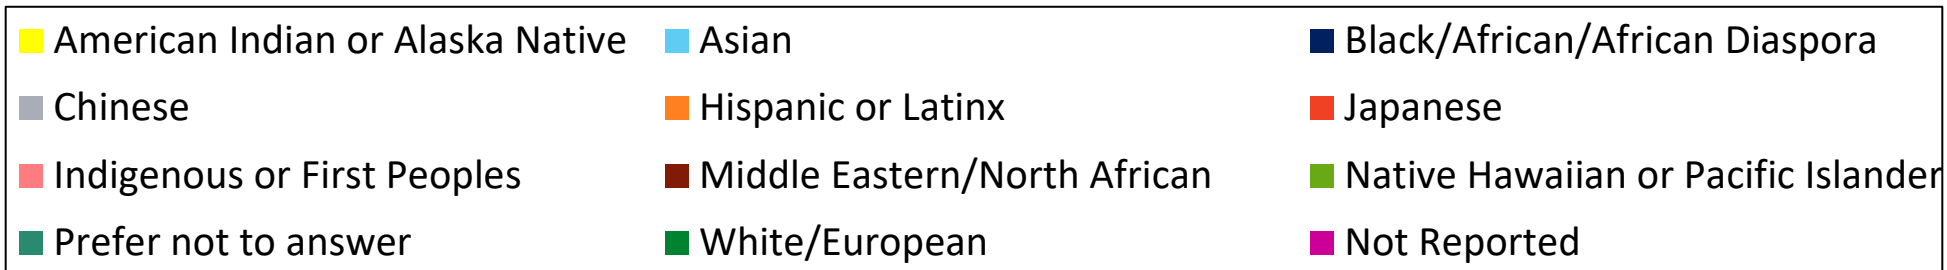 American Indian or Alaska Native Asian Black/African/African Diaspora
Chinese Hispanic or Latinx Japanese
Indigenous or First Peoples Middle Eastern/North African Native Hawaiian or Pacific Islander
Prefer not to answer White/European Not Reported